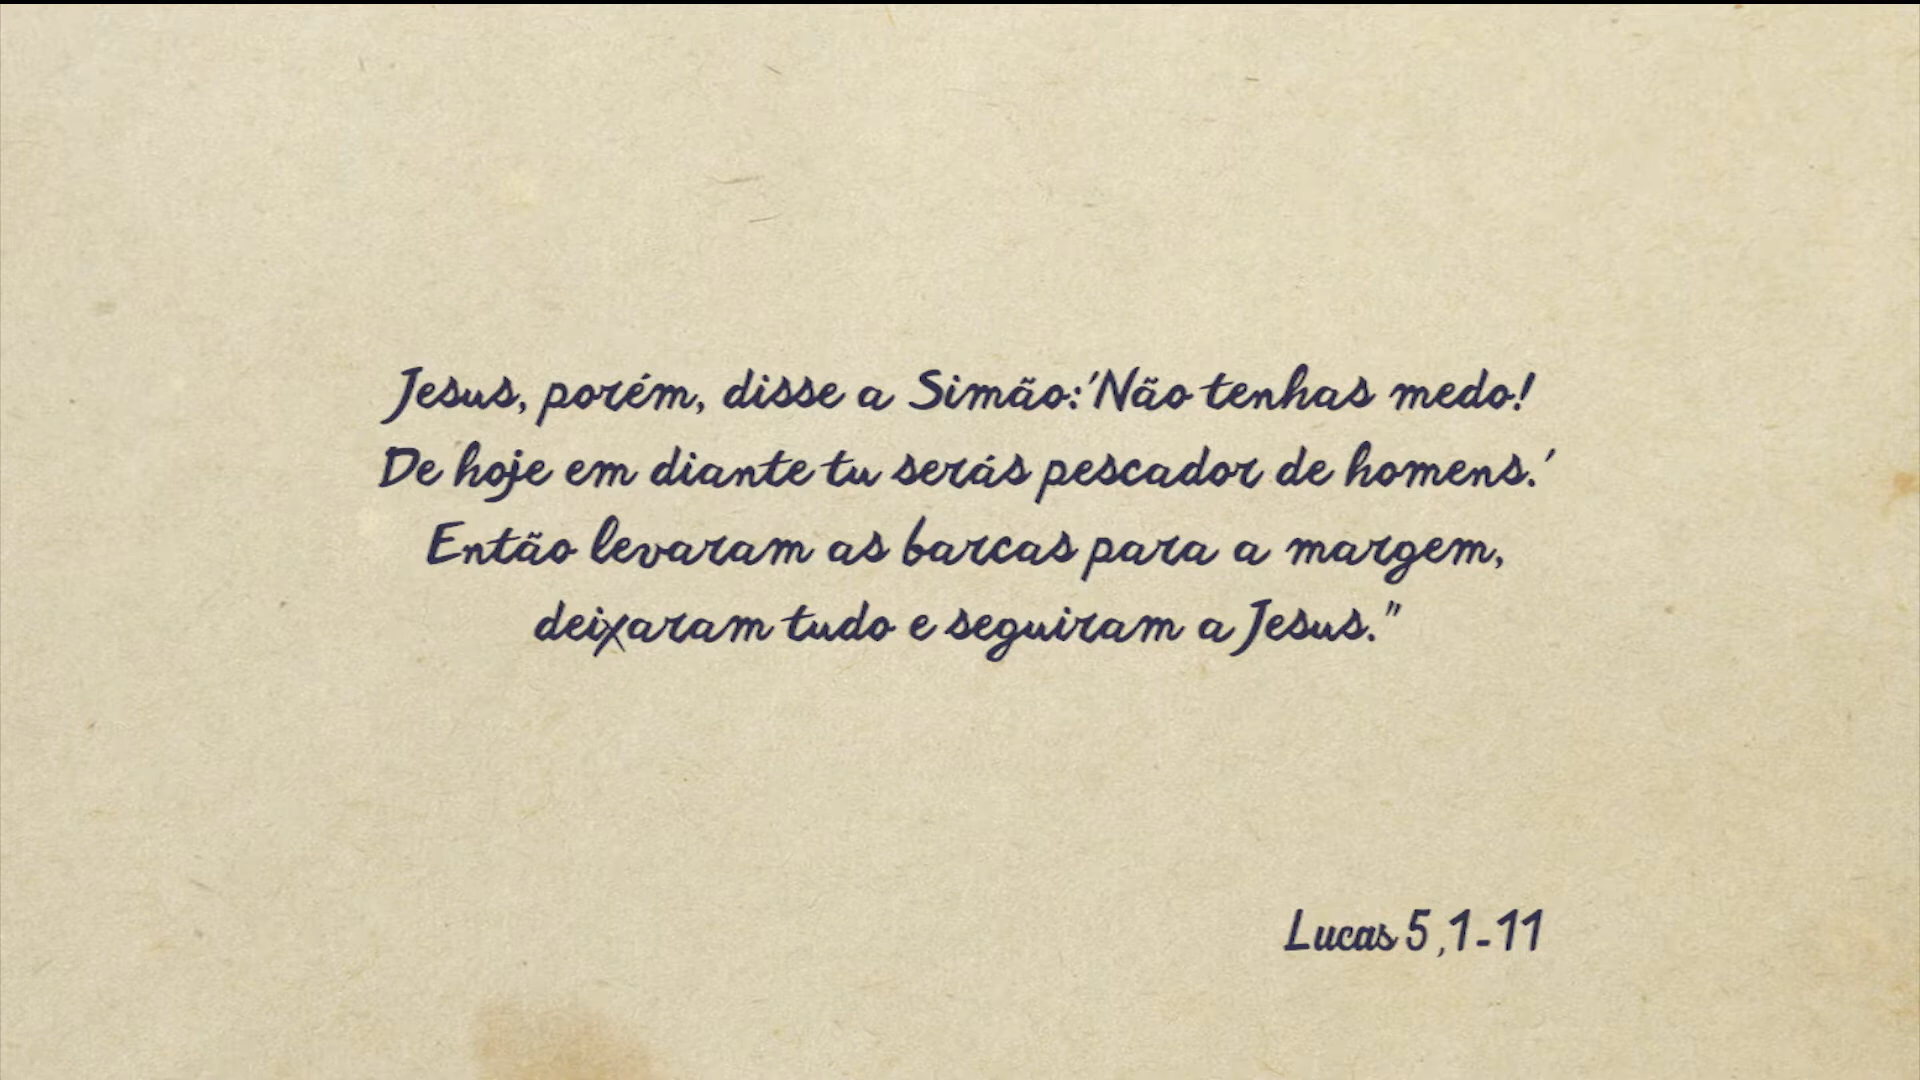 Jesus, porém, disse a Simão:'Não tenhas medo!
De hoje em diante tu serás pescador de homens.'
Então levaram as barcas para a margem,
deixaram tudo e seguiram a Jesus."
Lucas 5,1-11